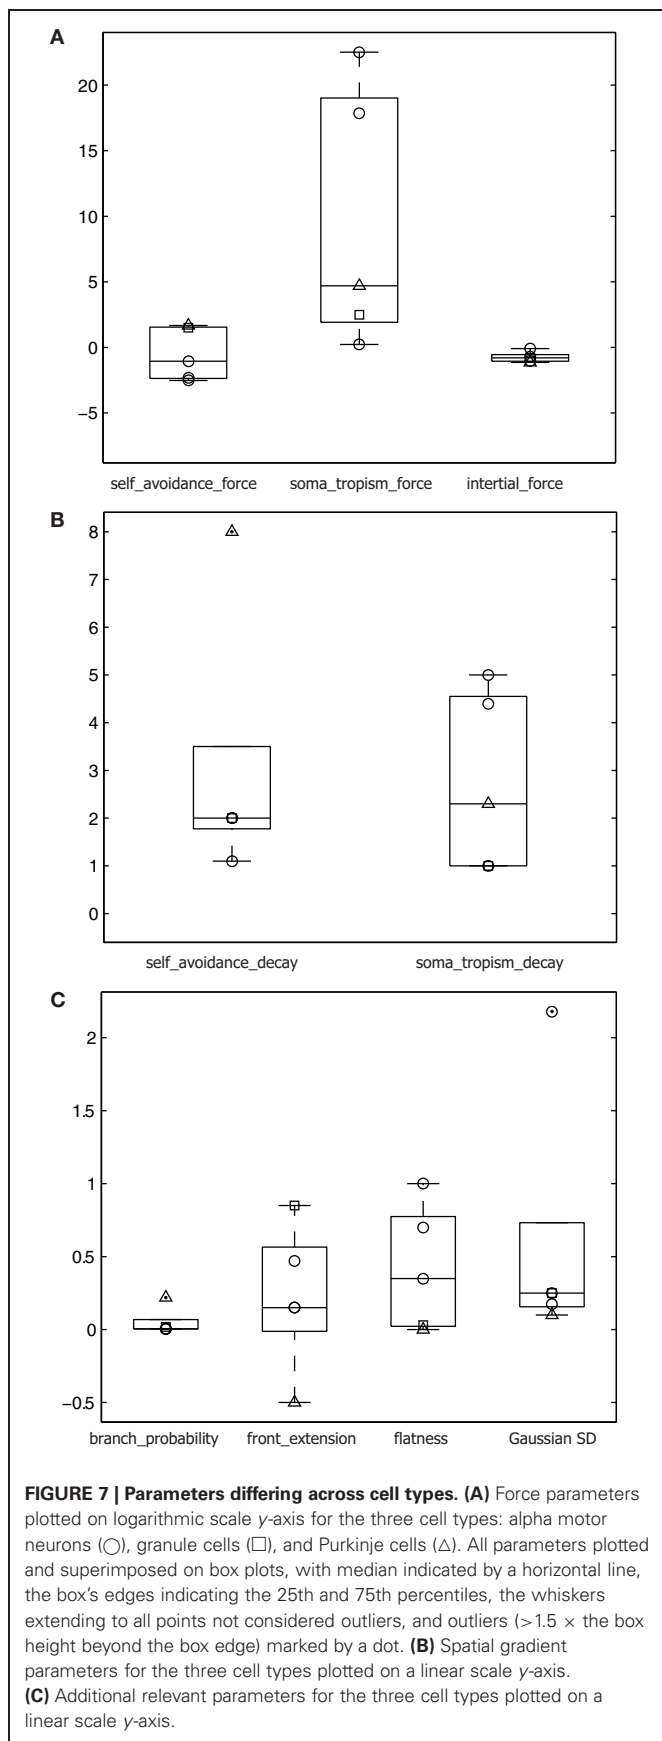 A
20
15
10
5
0
−5
self_avoidance_force soma_tropism_force intertial_force
B
8
7
6
5
4
3
2
1
0
self_avoidance_decay soma_tropism_decay
C
2
1.5
1
0.5
0
−0.5
branch_probability front_extension flatness Gaussian SD
FIGURE 7 | Parameters differing across cell types. (A) Force parameters
plotted on logarithmic scale y-axis for the three cell types: alpha motor
neurons (○), granule cells (□), and Purkinje cells (△). All parameters plotted
and superimposed on box plots, with median indicated by a horizontal line,
the box's edges indicating the 25th and 75th percentiles, the whiskers
extending to all points not considered outliers, and outliers (>1.5 × the box
height beyond the box edge) marked by a dot. (B) Spatial gradient
parameters for the three cell types plotted on a linear scale y-axis.
(C) Additional relevant parameters for the three cell types plotted on a
linear scale y-axis.